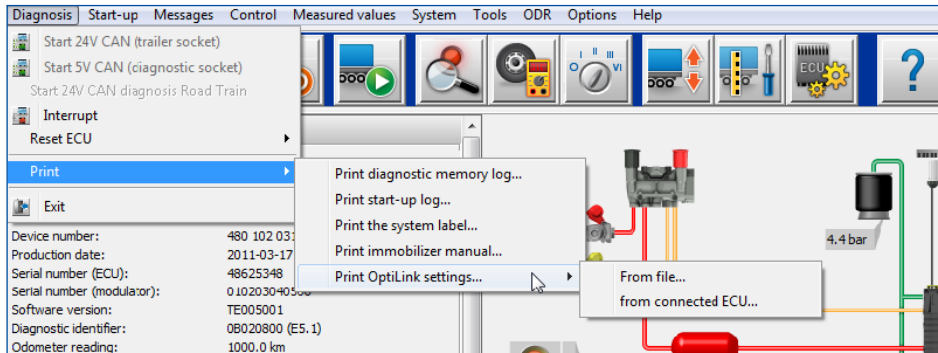 Diagnosis Start-up Messages Control Measured values System Tools ODR Options Help
Start 24V CAN (trailer socket)
Start 5V CAN (diagnostic socket)
Start 24V CAN diagnosis Road Train
Interrupt
Reset ECU
Print
Exit
Print diagnostic memory log...
Print start-up log...
Print the system label...
Print immobilizer manual...
Print OptiLink settings...
From file...
from connected ECU...
Device number: 480 102 031
Production date: 2011-03-17
Serial number (ECU): 48625348
Serial number (modulator):
Software version: TE005001
Diagnostic identifier: 0B020800 (E5.1)
Odometer reading: 1000.0 km
I II III
O VI
ECU
?
4.4 bar